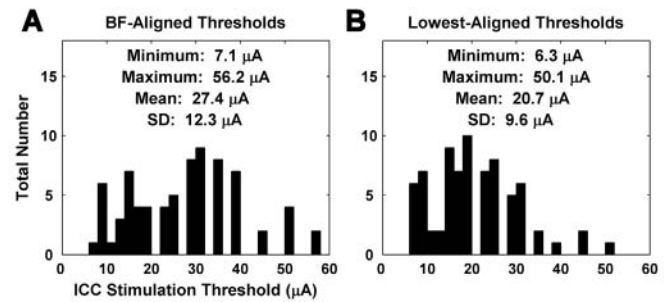 A
BF-Aligned Thresholds
Minimum: 7.1 μA
Maximum: 56.2 μA
Mean: 27.4 μA
SD: 12.3 μA
Total Number
15
10
5
0
0 10 20 30 40 50 60
ICC Stimulation Threshold (μA)
B
Lowest-Aligned Thresholds
Minimum: 6.3 μA
Maximum: 50.1 μA
Mean: 20.7 μA
SD: 9.6 μA
15
10
5
0
0 10 20 30 40 50 60